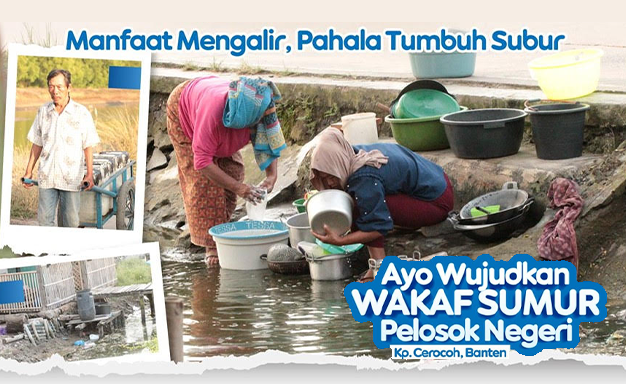 Manfaat Mengalir, Pahala Tumbuh Subur
Ayo Wujudkan
WAKAF SUMUR
Pelosok Negeri
Kp. Cerocoh, Banten